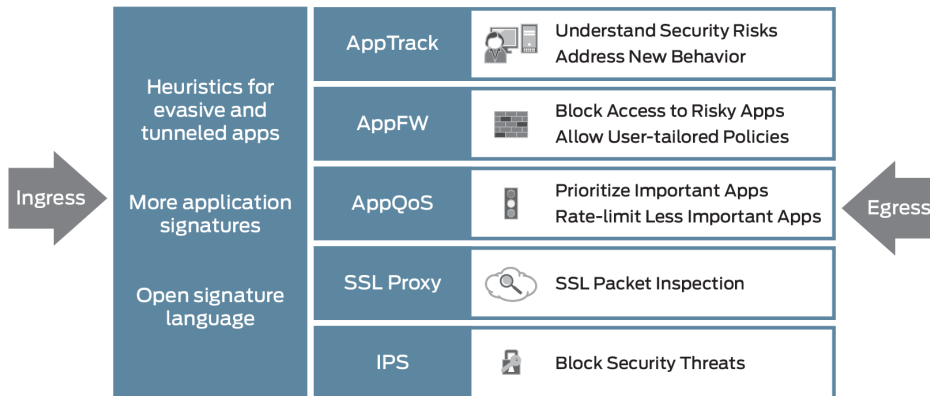 Ingress
Heuristics for
evasive and
tunneled apps
More application
signatures
Open signature
language
AppTrack
Understand Security Risks
Address New Behavior
AppFW
Block Access to Risky Apps
Allow User-tailored Policies
AppQoS
Prioritize Important Apps
Rate-limit Less Important Apps
SSL Proxy
SSL Packet Inspection
IPS
Block Security Threats
Egress